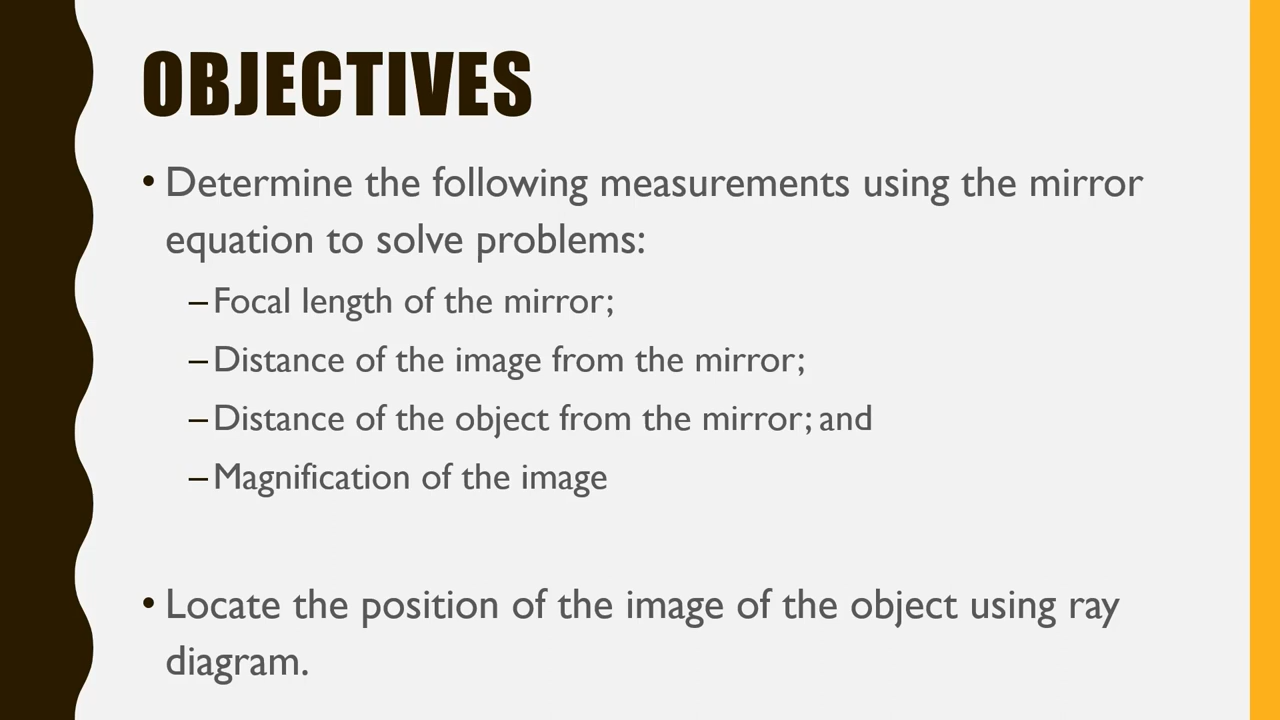 OBJECTIVES
• Determine the following measurements using the mirror
equation to solve problems:
–Focal length of the mirror;
–Distance of the image from the mirror;
–Distance of the object from the mirror; and
–Magnification of the image
• Locate the position of the image of the object using ray
diagram.